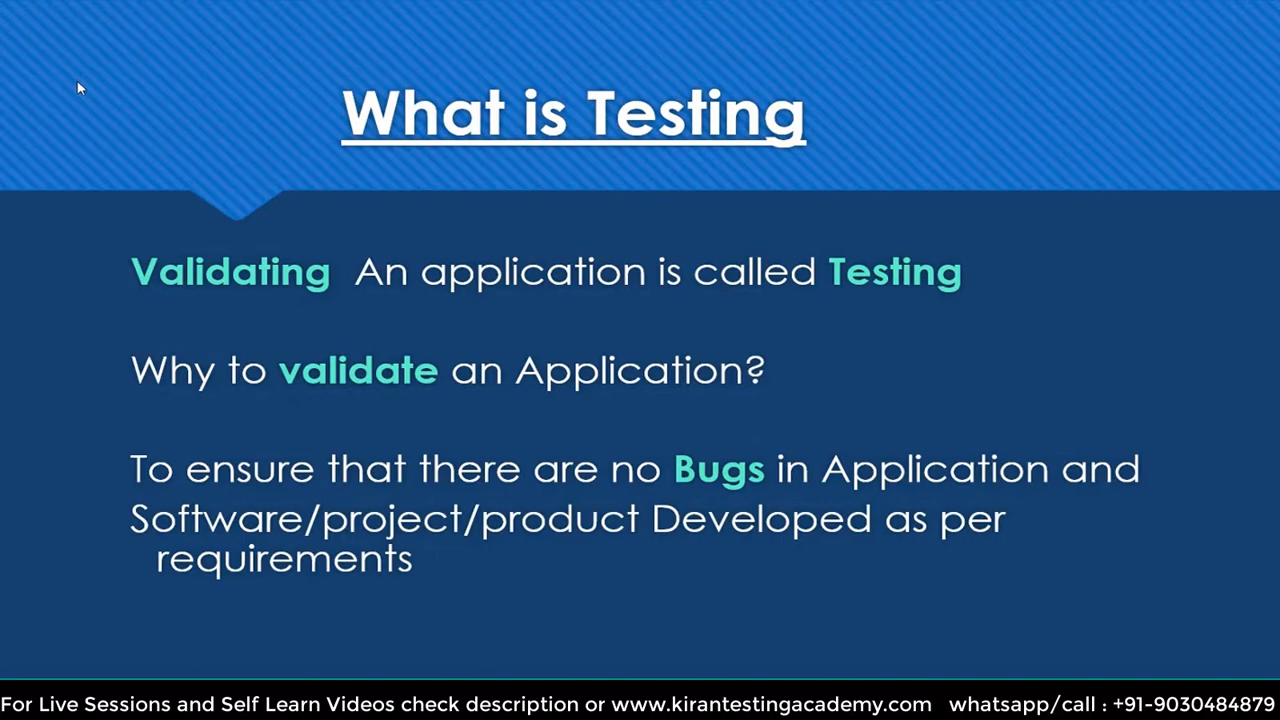 What is Testing
Validating An application is called Testing
Why to validate an Application?
To ensure that there are no Bugs in Application and
Software/project/product Developed as per
requirements
For Live Sessions and Self Learn Videos check description or www.kirantestingacademy.com whatsapp/call : +91-9030484879